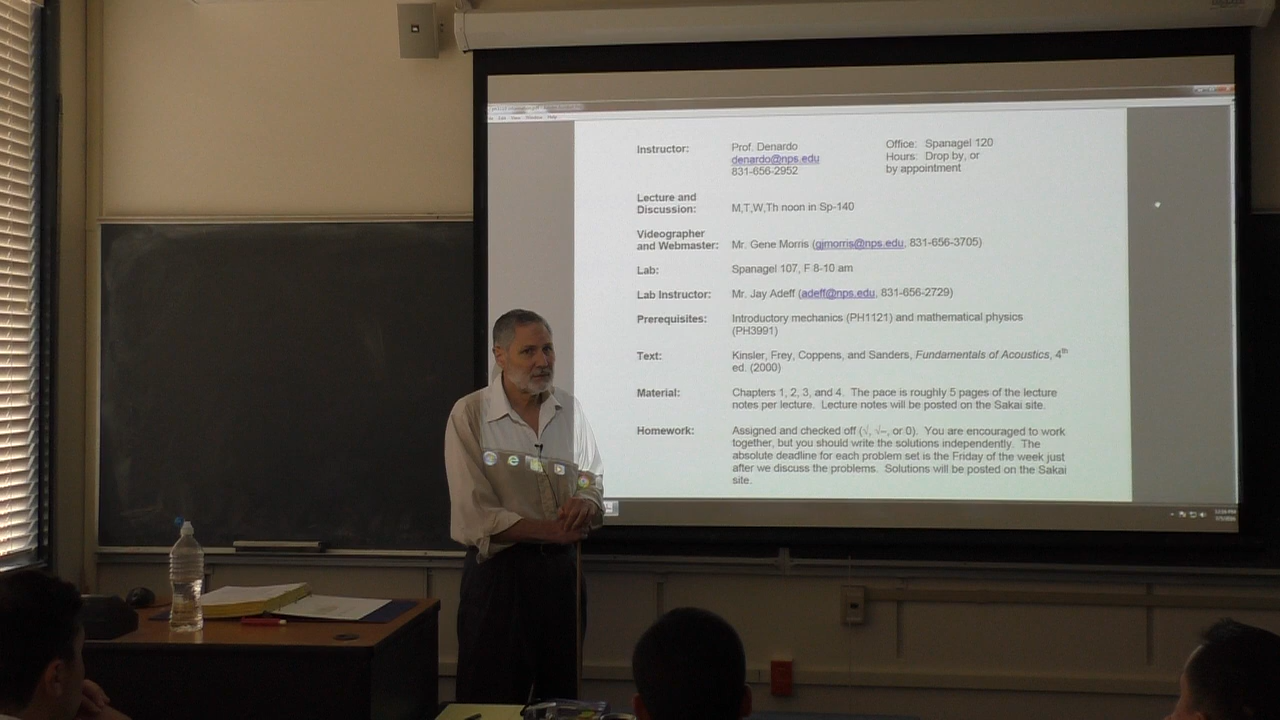 Edit View Window Help
Instructor: Prof. Denardo Office: Spanagel 120
denardo@nps.edu Hours: Drop by, or
831-656-2952 by appointment
Lecture and
Discussion: M,T,W,Th noon in Sp-140
Videographer
and Webmaster: Mr. Gene Morris (gjmorris@nps.edu, 831-656-3705)
Lab: Spanagel 107, F 8-10 am
Lab Instructor: Mr. Jay Adeff (adeff@nps.edu, 831-656-2729)
Prerequisites: Introductory mechanics (PH1121) and mathematical physics
(PH3991)
Text: Kinsler, Frey, Coppens, and Sanders, Fundamentals of Acoustics, 4th
ed. (2000)
Material: Chapters 1, 2, 3, and 4. The pace is roughly 5 pages of the lecture
notes per lecture. Lecture notes will be posted on the Sakai site.
Homework: Assigned and checked off (√, √–, or 0). You are encouraged to work
together, but you should write the solutions independently. The
absolute deadline for each problem set is the Friday of the week just
after we discuss the problems. Solutions will be posted on the Sakai
site.